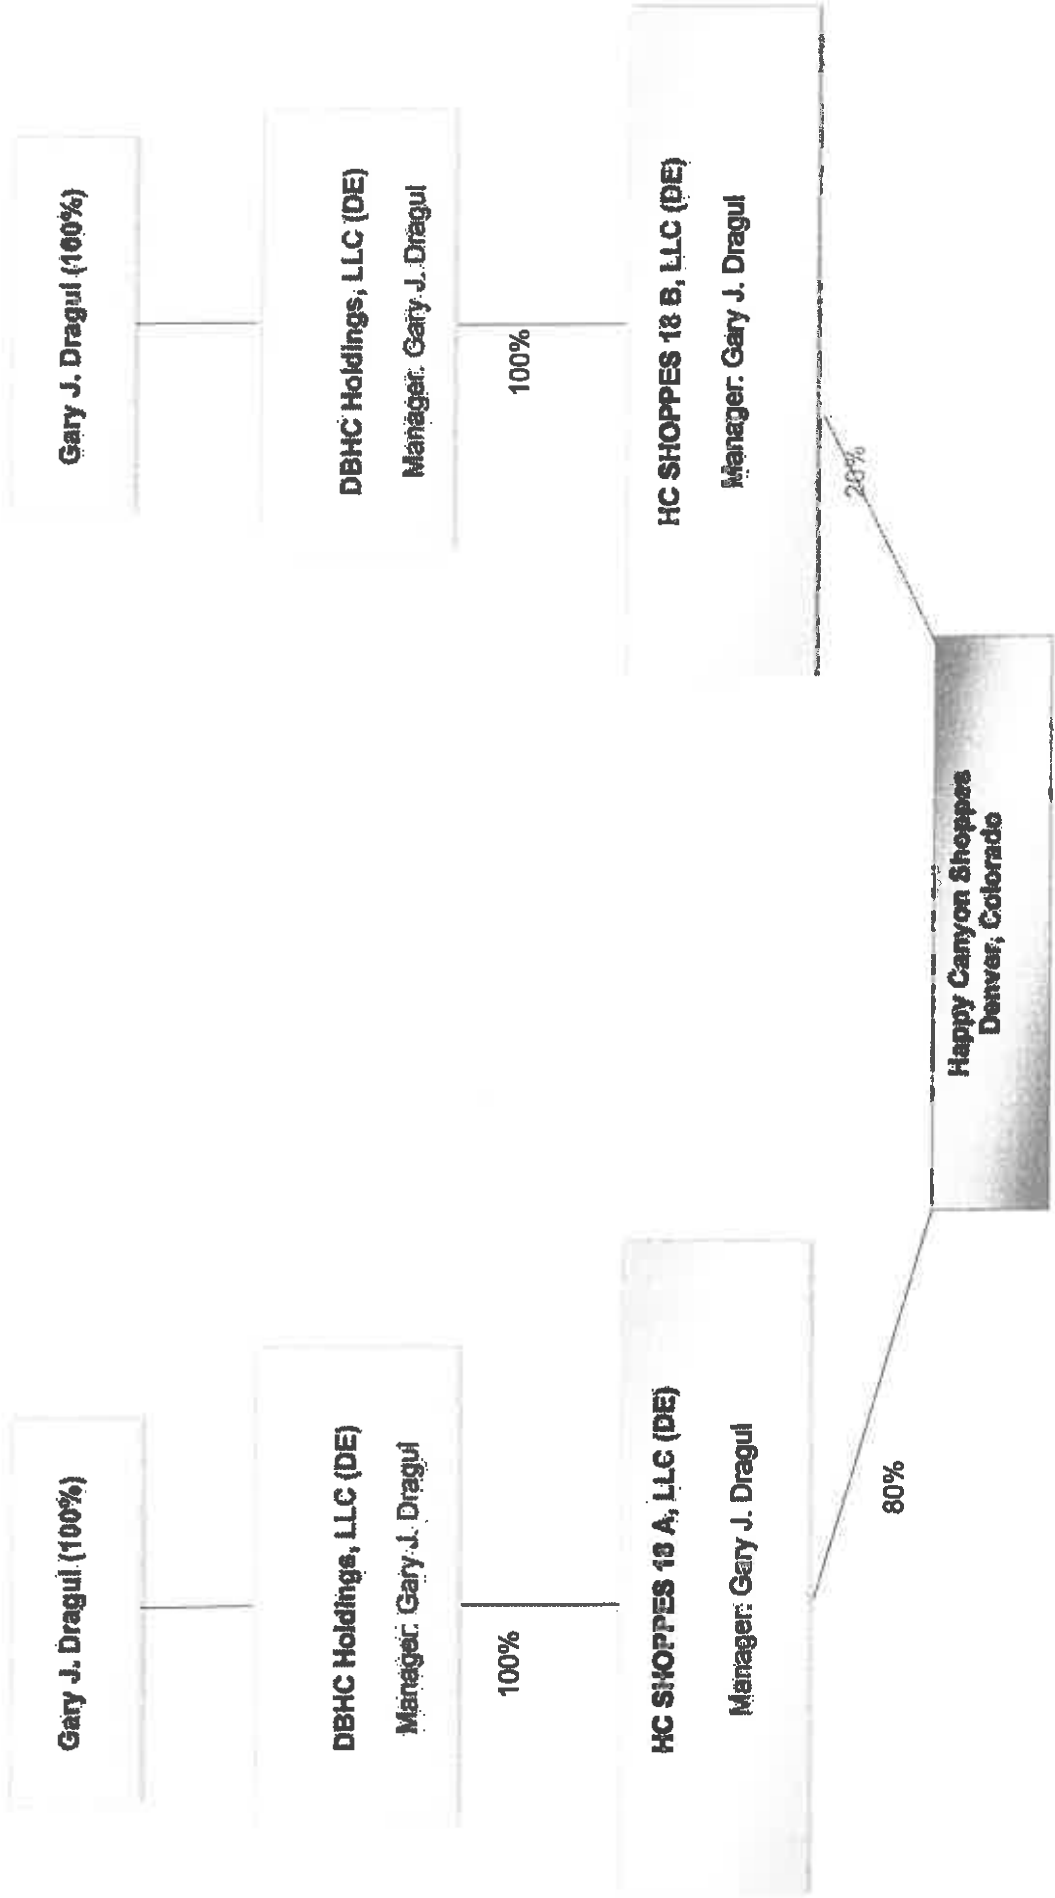 Gary J. Dragul (100%)
DBHC Holdings, LLC (DE)
Manager: Gary J. Dragul
100%
HC SHOPPES 18 A, LLC (DE)
Manager: Gary J. Dragul
80%
Gary J. Dragul (100%)
DBHC Holdings, LLC (DE)
Manager: Gary J. Dragul
100%
HC SHOPPES 18 B, LLC (DE)
Manager: Gary J. Dragul
20%
Happy Canyon Shoppes
Denver, Colorado